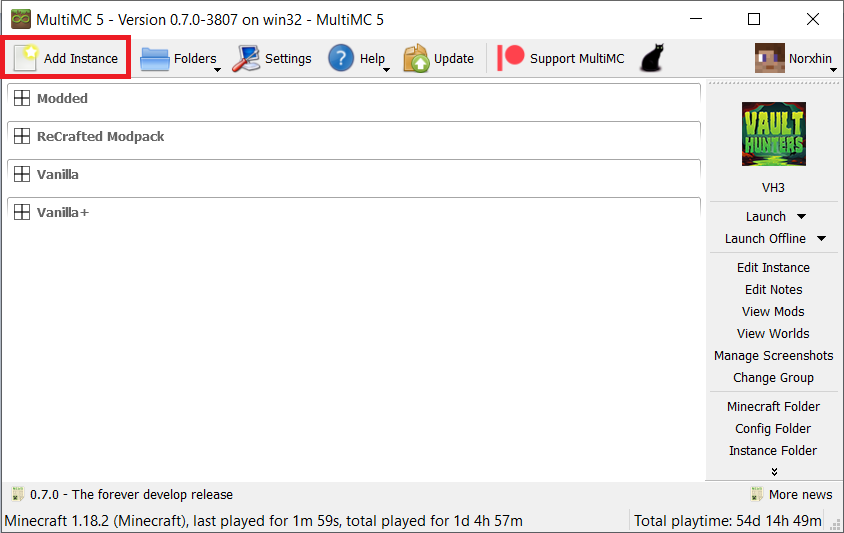 MultiMC 5 - Version 0.7.0-3807 on win32 - MultiMC 5
Add Instance Folders Settings Help Update Support MultiMC Norxhin
Modded
ReCrafted Modpack
Vanilla
Vanilla+
VAULT
HUNTERS
VH3
Launch
Launch Offline
Edit Instance
Edit Notes
View Mods
View Worlds
Manage Screenshots
Change Group
Minecraft Folder
Config Folder
Instance Folder
0.7.0 - The forever develop release More news
Minecraft 1.18.2 (Minecraft), last played for 1m 59s, total played for 1d 4h 57m Total playtime: 54d 14h 49m